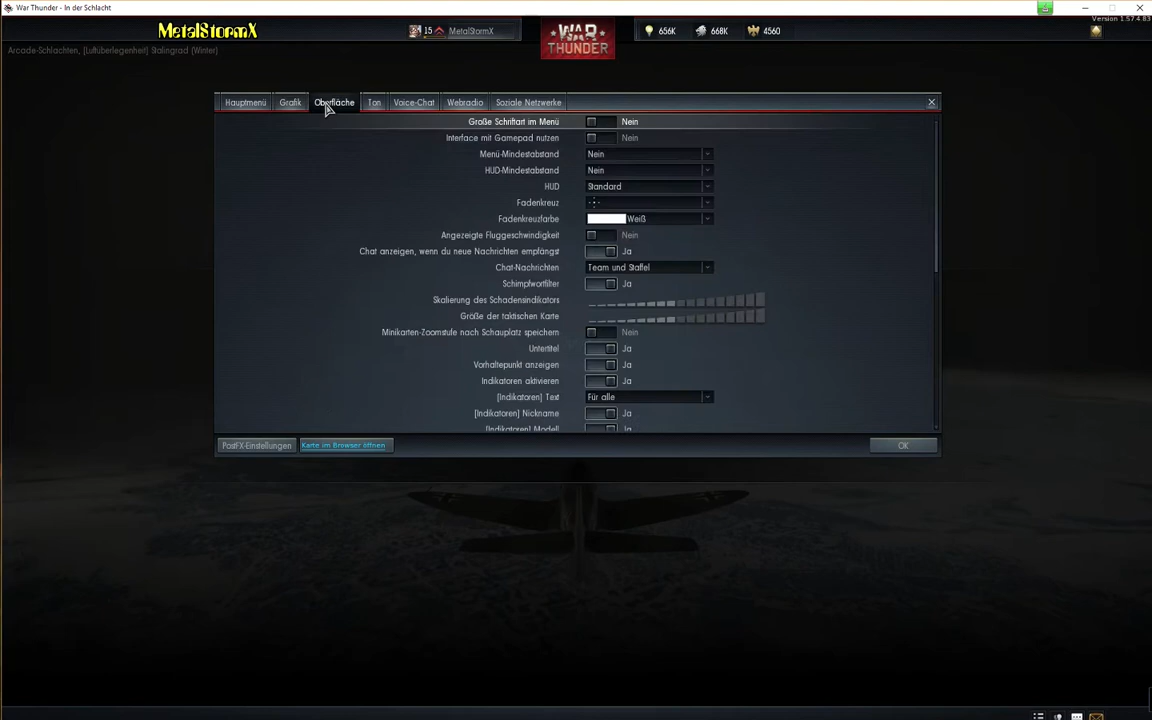 War Thunder - In der Schlacht
Version 1.57.4.83
MetalStormX
15 MetalStormX
WAR THUNDER
656K 668K 4560
Arcade-Schlachten, [Luftüberlegenheit] Stalingrad (Winter)
Hauptmenü Grafik Oberfläche Ton Voice-Chat Webradio Soziale Netzwerke
Große Schriftart im Menü Nein
Interface mit Gamepad nutzen Nein
Menü-Mindestabstand Nein
HUD-Mindestabstand Nein
HUD Standard
Fadenkreuz
Fadenkreuzfarbe Weiß
Angezeigte Fluggeschwindigkeit Nein
Chat anzeigen, wenn du neue Nachrichten empfängst Ja
Chat-Nachrichten Team und Staffel
Schimpfwortfilter Ja
Skalierung des Schadensindikators
Größe der taktischen Karte
Minikarten-Zoomstufe nach Schauplatz speichern Nein
Untertitel Ja
Vorhaltepunkt anzeigen Ja
Indikatoren aktivieren Ja
[Indikatoren] Text Für alle
[Indikatoren] Nickname Ja
[Indikatoren] Modell Ja
PostFX-Einstellungen Karte im Browser öffnen OK